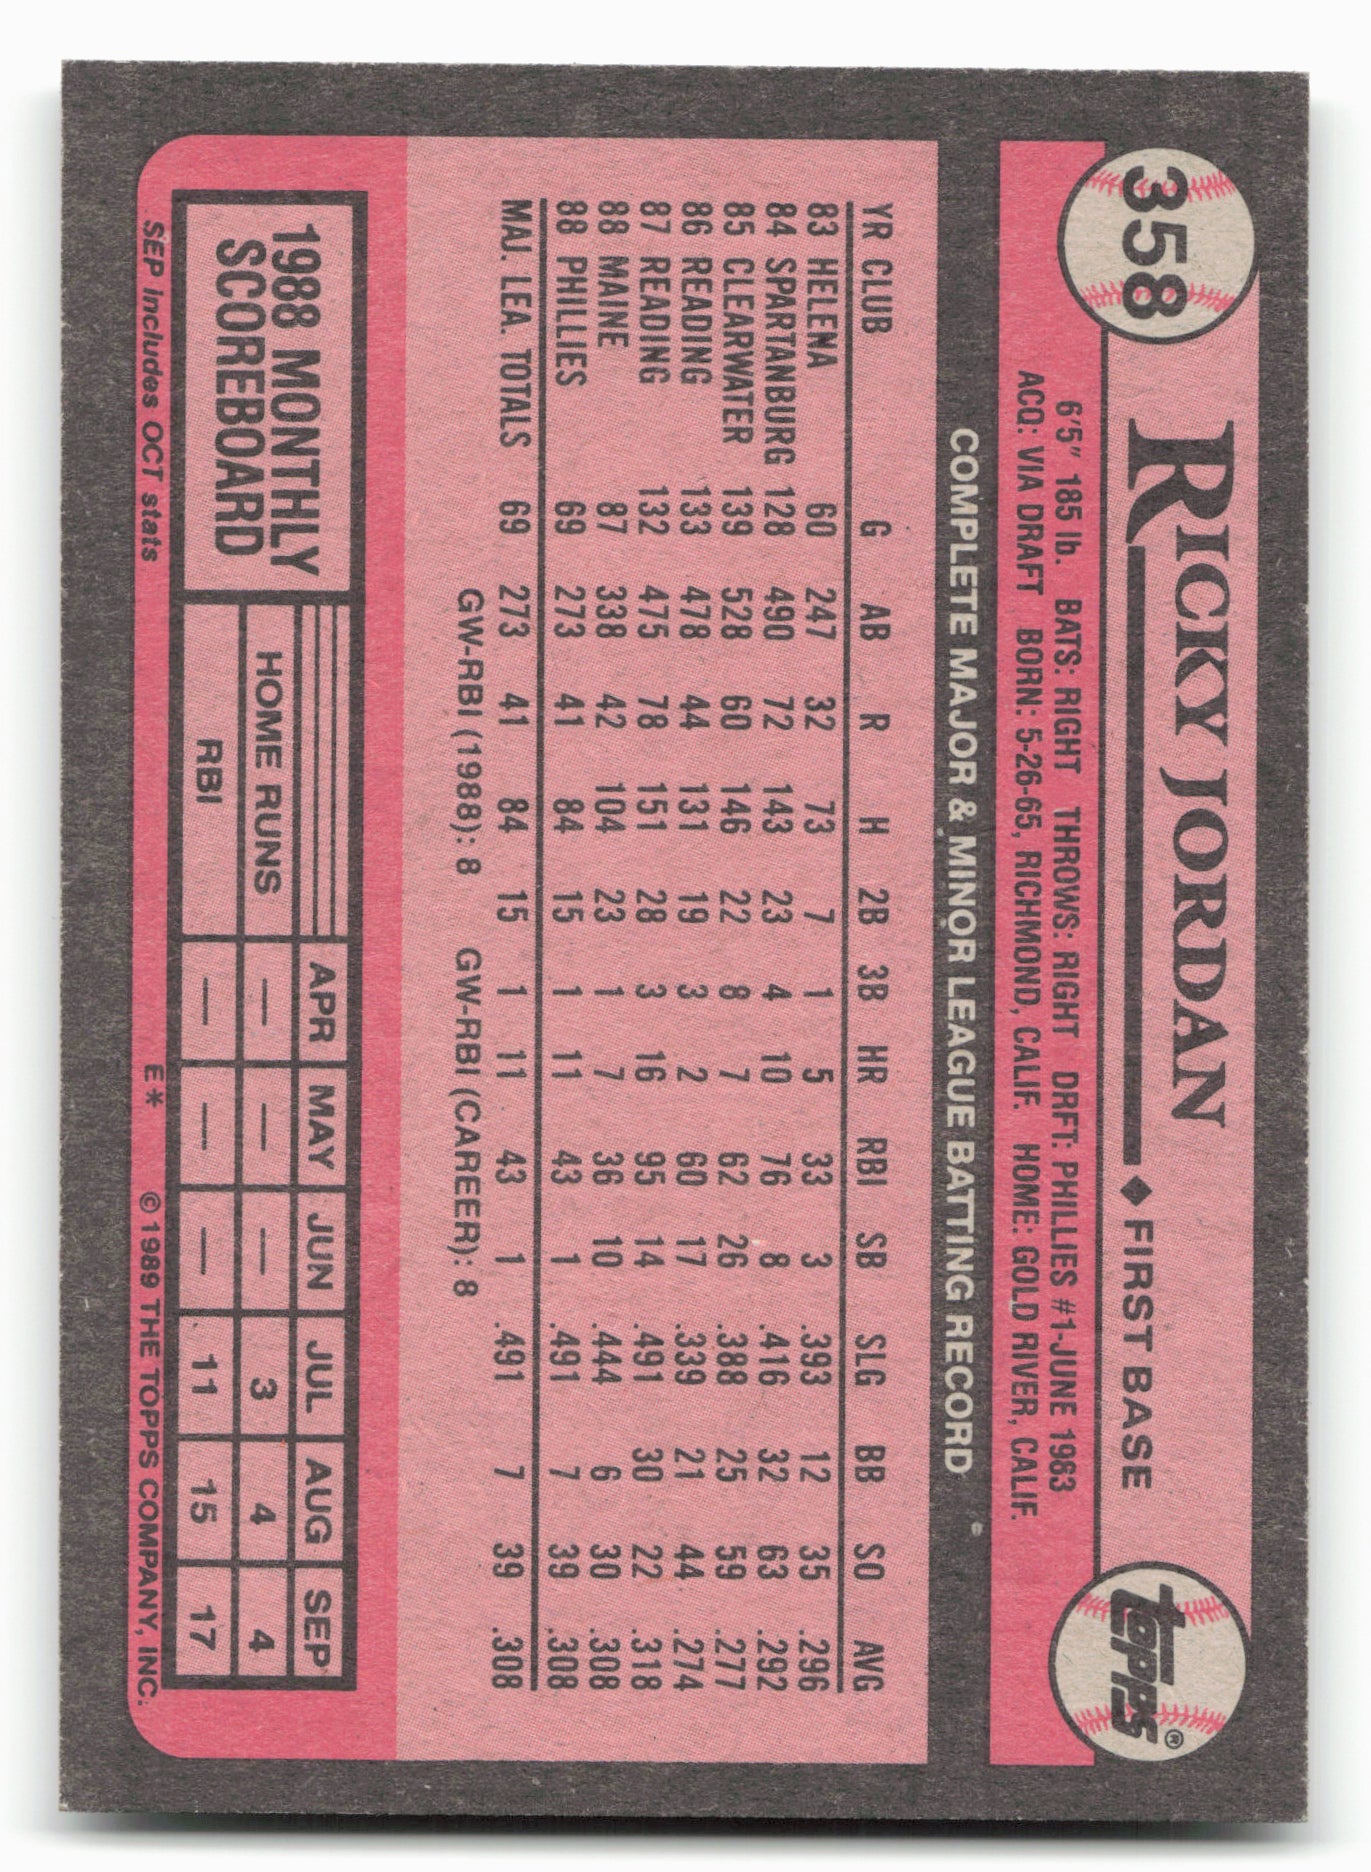 358
RICKY JORDAN ◆ FIRST BASE
topps®
6'5" 185 lb. BATS: RIGHT THROWS: RIGHT DRFT: PHILLIES #1-JUNE 1983
ACQ: VIA DRAFT BORN: 5-26-65, RICHMOND, CALIF. HOME: GOLD RIVER, CALIF.
COMPLETE MAJOR & MINOR LEAGUE BATTING RECORD
YR CLUB G AB R H 2B 3B HR RBI SB SLG BB SO AVG
83 HELENA 60 247 32 73 7 1 5 33 3 .393 12 35 .296
84 SPARTANBURG 128 490 72 143 23 4 10 76 8 .416 32 63 .292
85 CLEARWATER 139 528 60 146 22 8 7 62 26 .388 25 59 .277
86 READING 133 478 44 131 19 3 2 60 17 .339 21 44 .274
87 READING 132 475 78 151 28 3 16 95 14 .491 30 22 .318
88 MAINE 87 338 42 104 23 1 7 36 10 .444 6 30 .308
88 PHILLIES 69 273 41 84 15 1 11 43 1 .491 7 39 .308
MAJ. LEA. TOTALS 69 273 41 84 15 1 11 43 1 .491 7 39 .308
GW-RBI (1988): 8 GW-RBI (CAREER): 8
1988 MONTHLY
SCOREBOARD
APR MAY JUN JUL AUG SEP
HOME RUNS — — — 3 4 4
RBI — — — 11 15 17
SEP includes OCT stats E* © 1989 THE TOPPS COMPANY, INC.